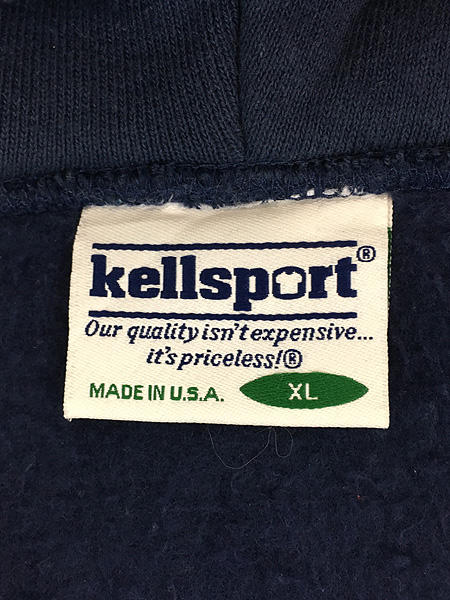 kellsport®
Our quality isn't expensive...
it's priceless!®
MADE IN U.S.A. XL